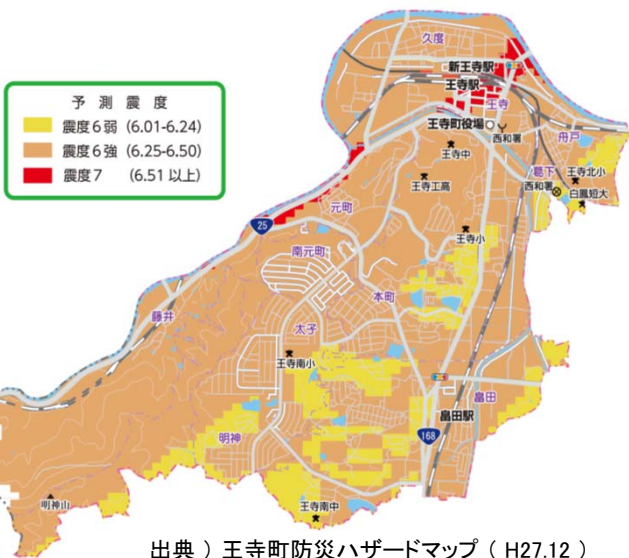 予測震度
震度6弱 (6.01-6.24)
震度6強 (6.25-6.50)
震度7 (6.51 以上)
久度
新王寺駅
王寺駅
王寺
王寺町役場
西和署
舟戸
王寺中
葛下
王寺北小
西和署
白鳳短大
王寺工高
元町
25
王寺小
南元町
本町
藤井
太子
王寺南小
畠田
畠田駅
明神
168
明神山
王寺南中
出典 ) 王寺町防災ハザードマップ ( H27.12 )